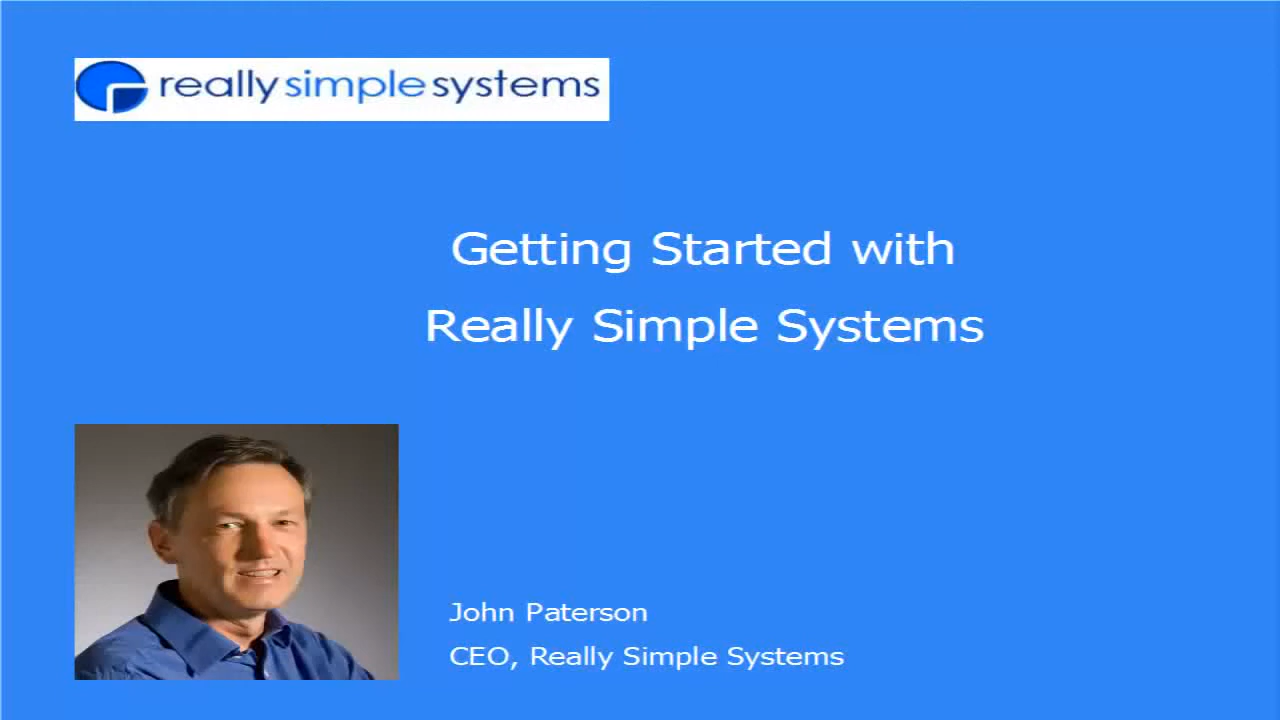 really simple systems
Getting Started with
Really Simple Systems
John Paterson
CEO, Really Simple Systems